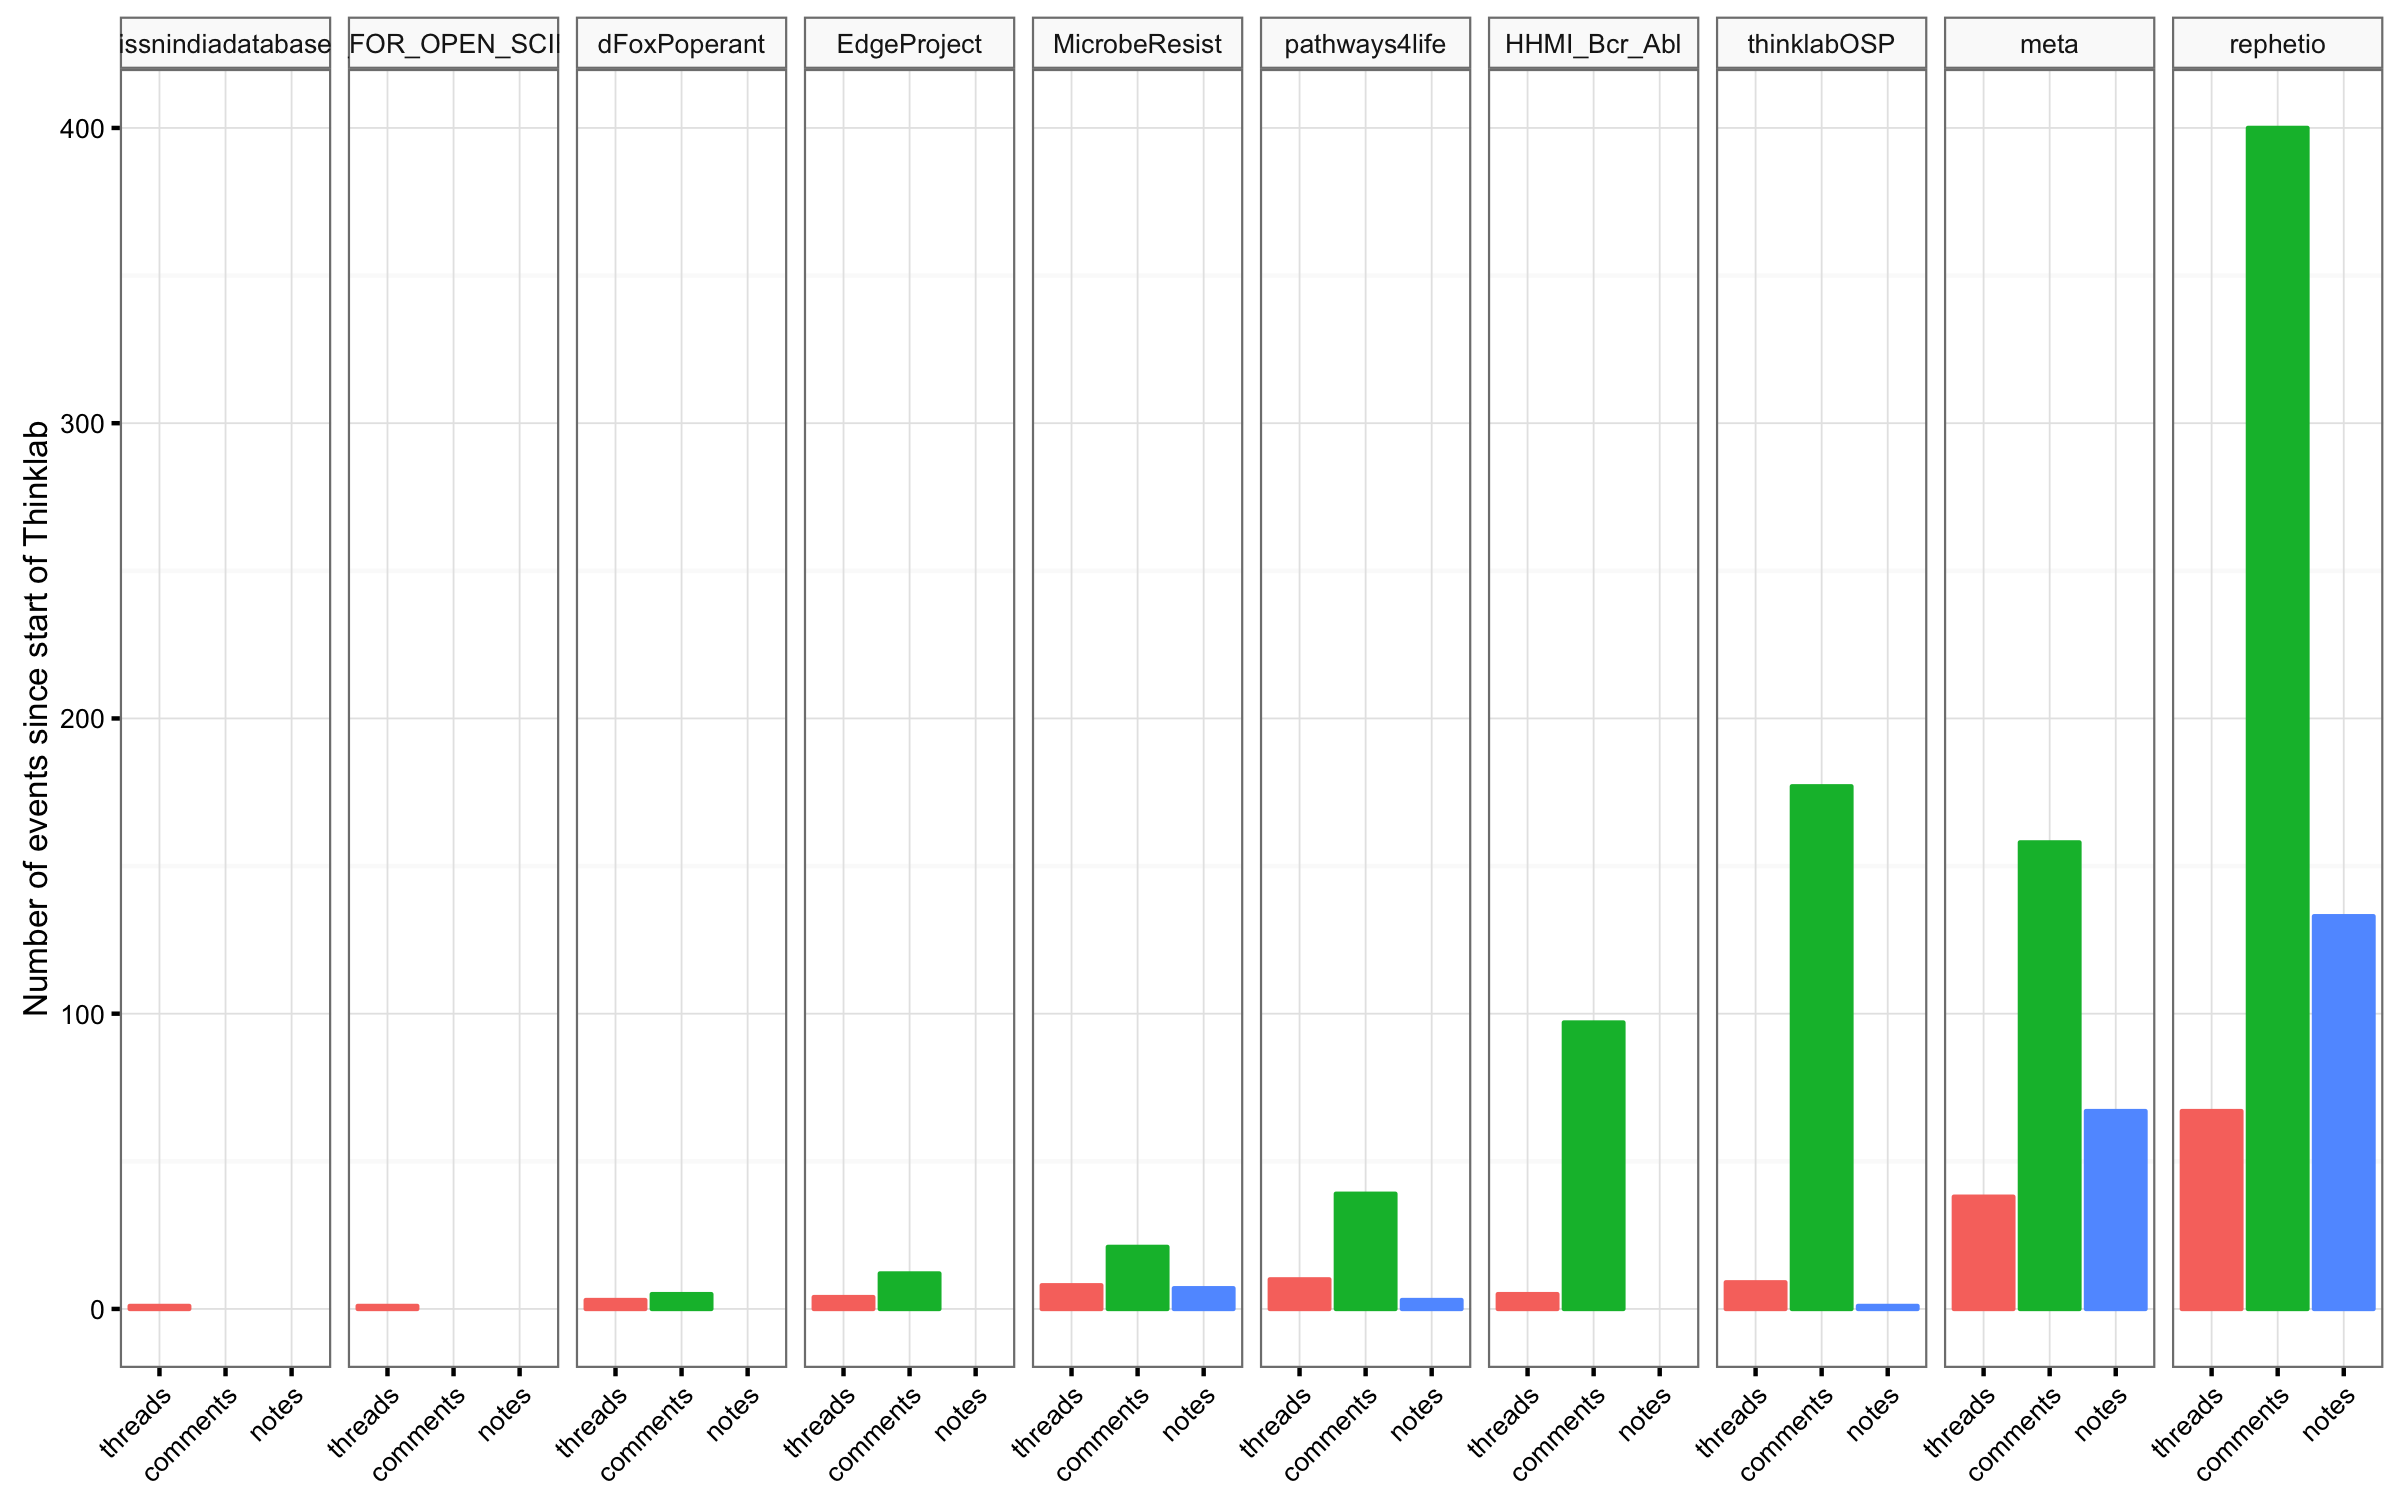 issnindiadatabase FOR_OPEN_SCII dFoxPoperant EdgeProject MicrobeResist pathways4life HHMI_Bcr_Abl thinklabOSP meta rephetio
Number of events since start of Thinklab
400
300
200
100
0
threads comments notes threads comments notes threads comments notes threads comments notes threads comments notes threads comments notes threads comments notes threads comments notes threads comments notes threads comments notes